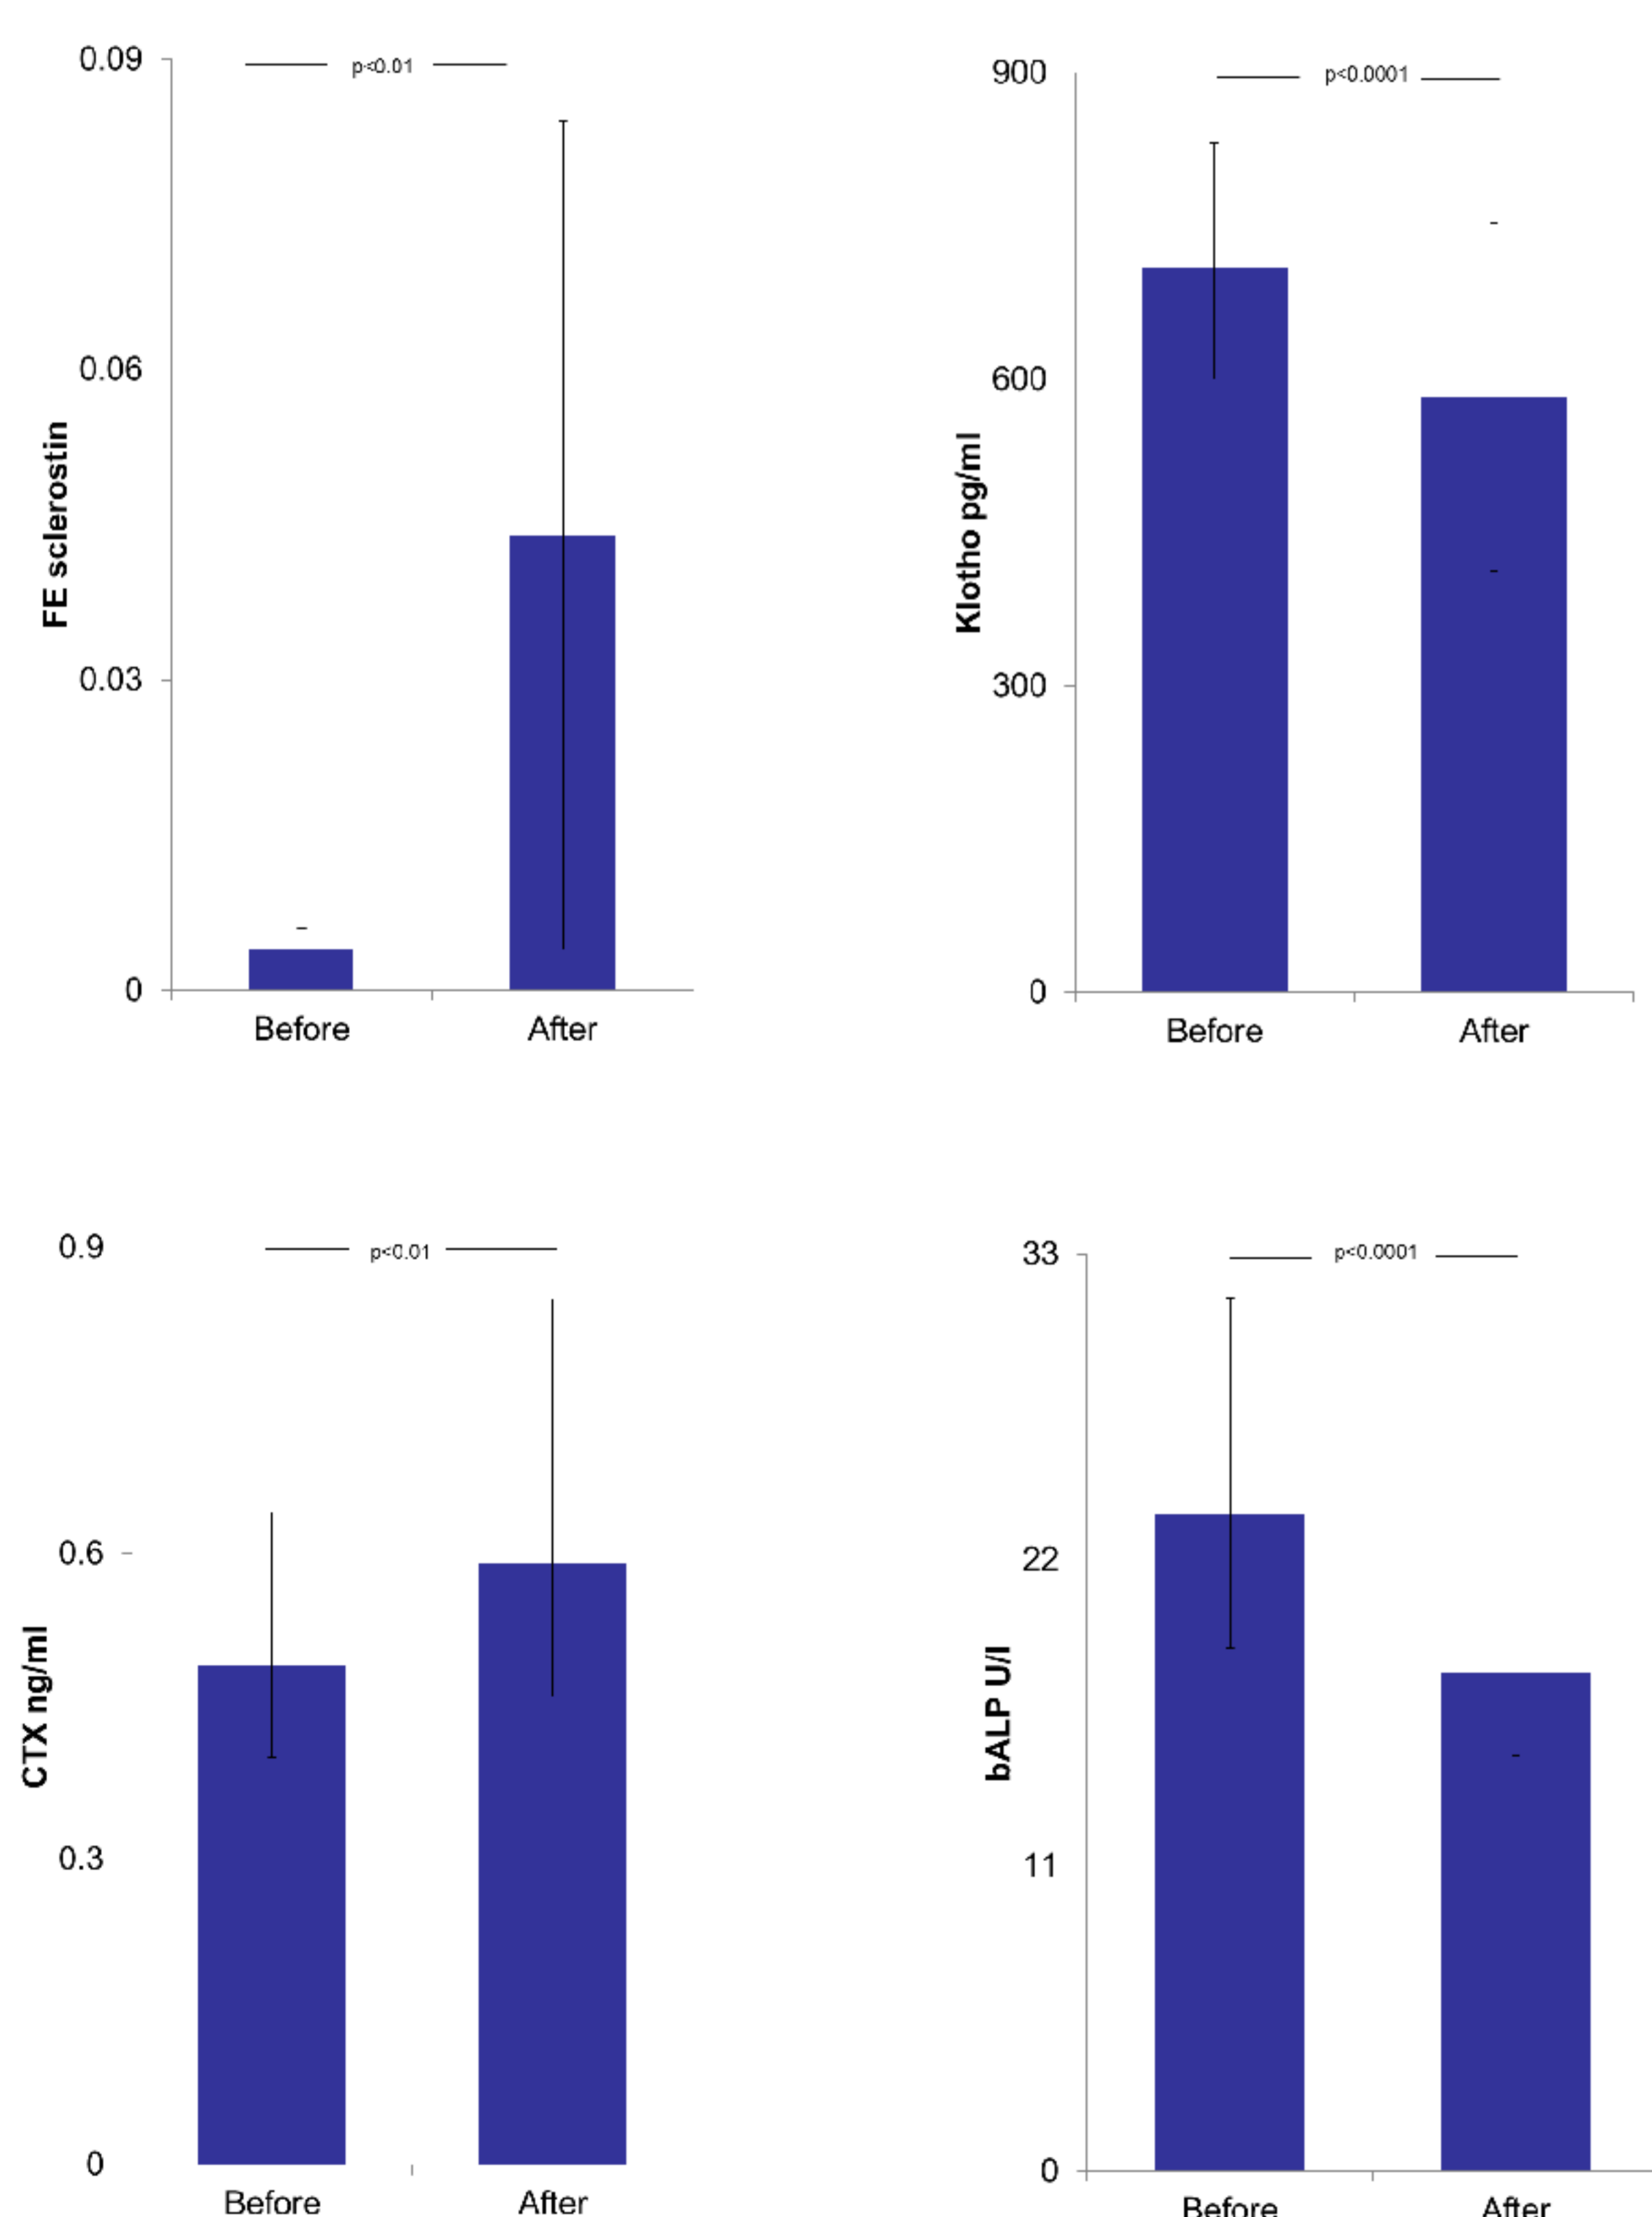 0.09
p<0.01
0.06
FE sclerostin
0.03
0
Before After
900
p<0.0001
600
Klotho pg/ml
300
0
Before After
0.9
p<0.01
0.6
CTX ng/ml
0.3
0
Before After
33
p<0.0001
22
bALP U/l
11
0
Before After